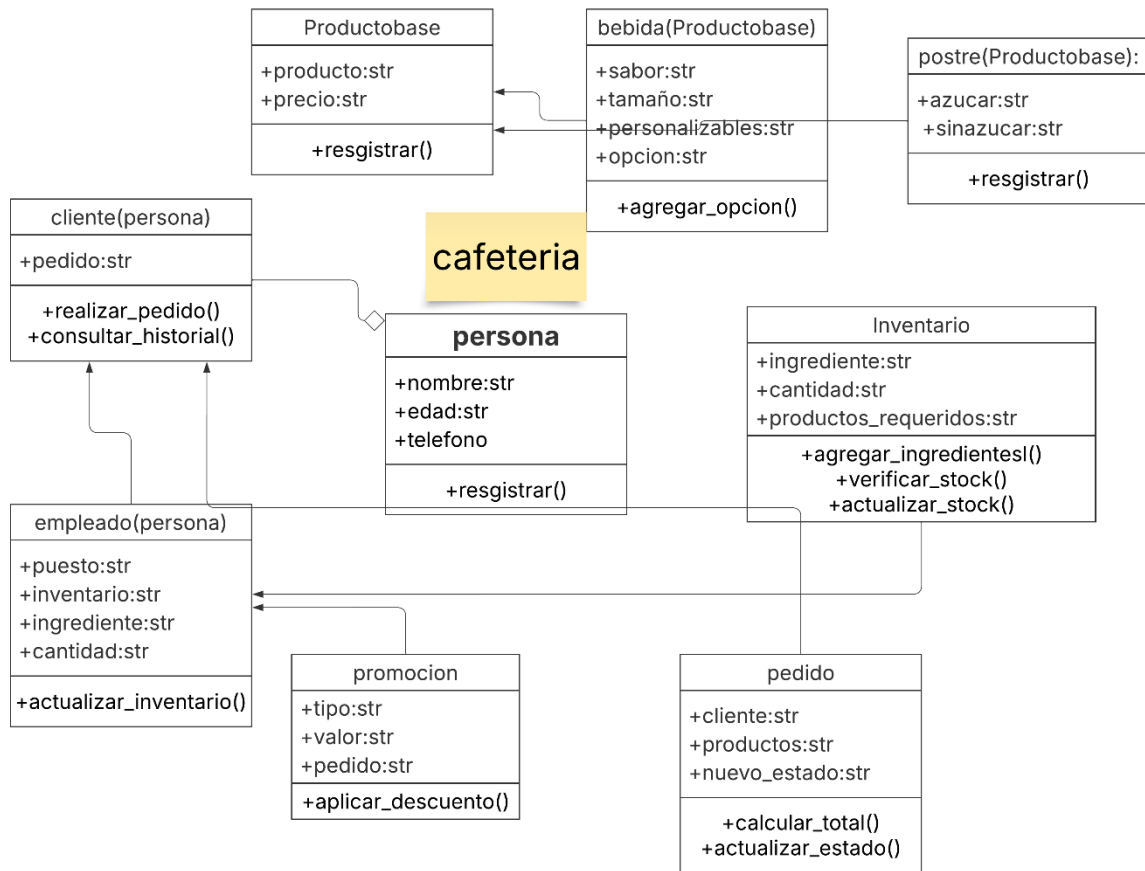 Productobase
+producto:str
+precio:str
+resgistrar()
bebida(Productobase)
+sabor:str
+tamaño:str
+personalizables:str
+opcion:str
+agregar_opcion()
postre(Productobase):
+azucar:str
+sinazucar:str
+resgistrar()
cliente(persona)
+pedido:str
+realizar_pedido()
+consultar_historial()
cafeteria
persona
+nombre:str
+edad:str
+telefono
+resgistrar()
Inventario
+ingrediente:str
+cantidad:str
+productos_requeridos:str
+agregar_ingredientesl()
+verificar_stock()
+actualizar_stock()
empleado(persona)
+puesto:str
+inventario:str
+ingrediente:str
+cantidad:str
+actualizar_inventario()
promocion
+tipo:str
+valor:str
+pedido:str
+aplicar_descuento()
pedido
+cliente:str
+productos:str
+nuevo_estado:str
+calcular_total()
+actualizar_estado()